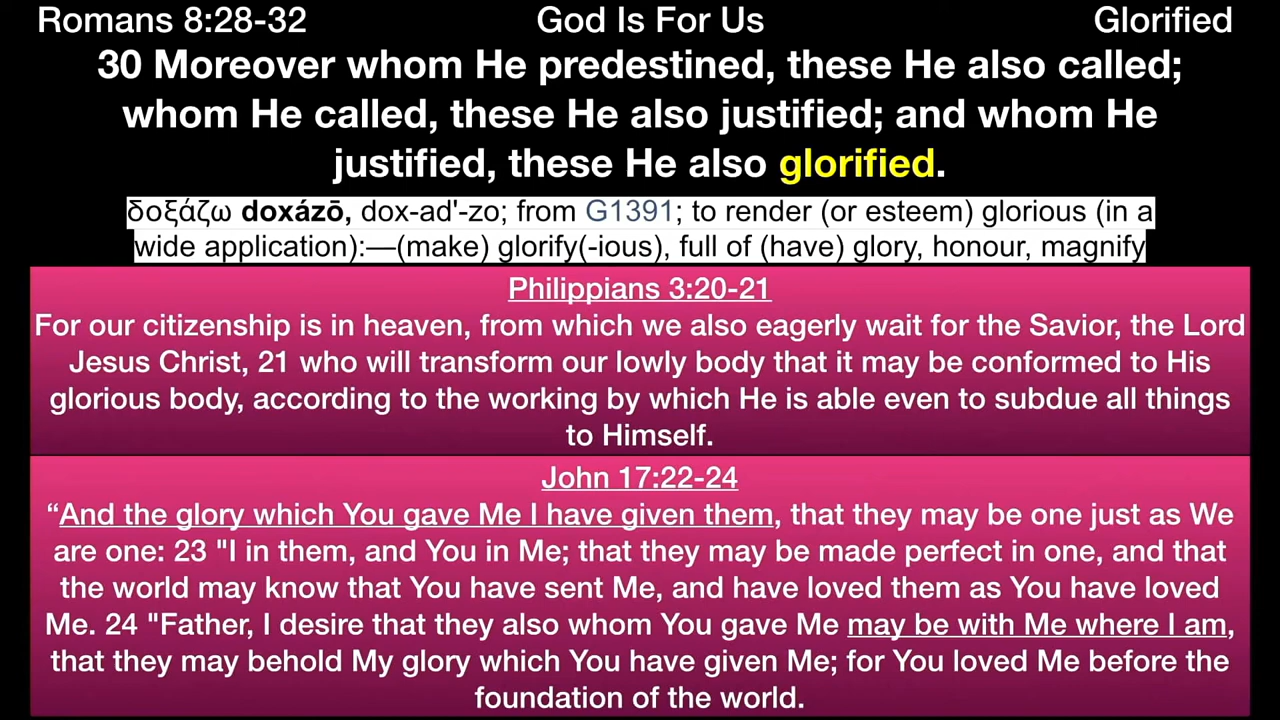 Romans 8:28-32 God Is For Us Glorified
30 Moreover whom He predestined, these He also called;
whom He called, these He also justified; and whom He
justified, these He also glorified.
δοξάζω doxázō, dox-ad'-zo; from G1391; to render (or esteem) glorious (in a
wide application):—(make) glorify(-ious), full of (have) glory, honour, magnify
Philippians 3:20-21
For our citizenship is in heaven, from which we also eagerly wait for the Savior, the Lord
Jesus Christ, 21 who will transform our lowly body that it may be conformed to His
glorious body, according to the working by which He is able even to subdue all things
to Himself.
John 17:22-24
“And the glory which You gave Me I have given them, that they may be one just as We
are one: 23 "I in them, and You in Me; that they may be made perfect in one, and that
the world may know that You have sent Me, and have loved them as You have loved
Me. 24 "Father, I desire that they also whom You gave Me may be with Me where I am,
that they may behold My glory which You have given Me; for You loved Me before the
foundation of the world.